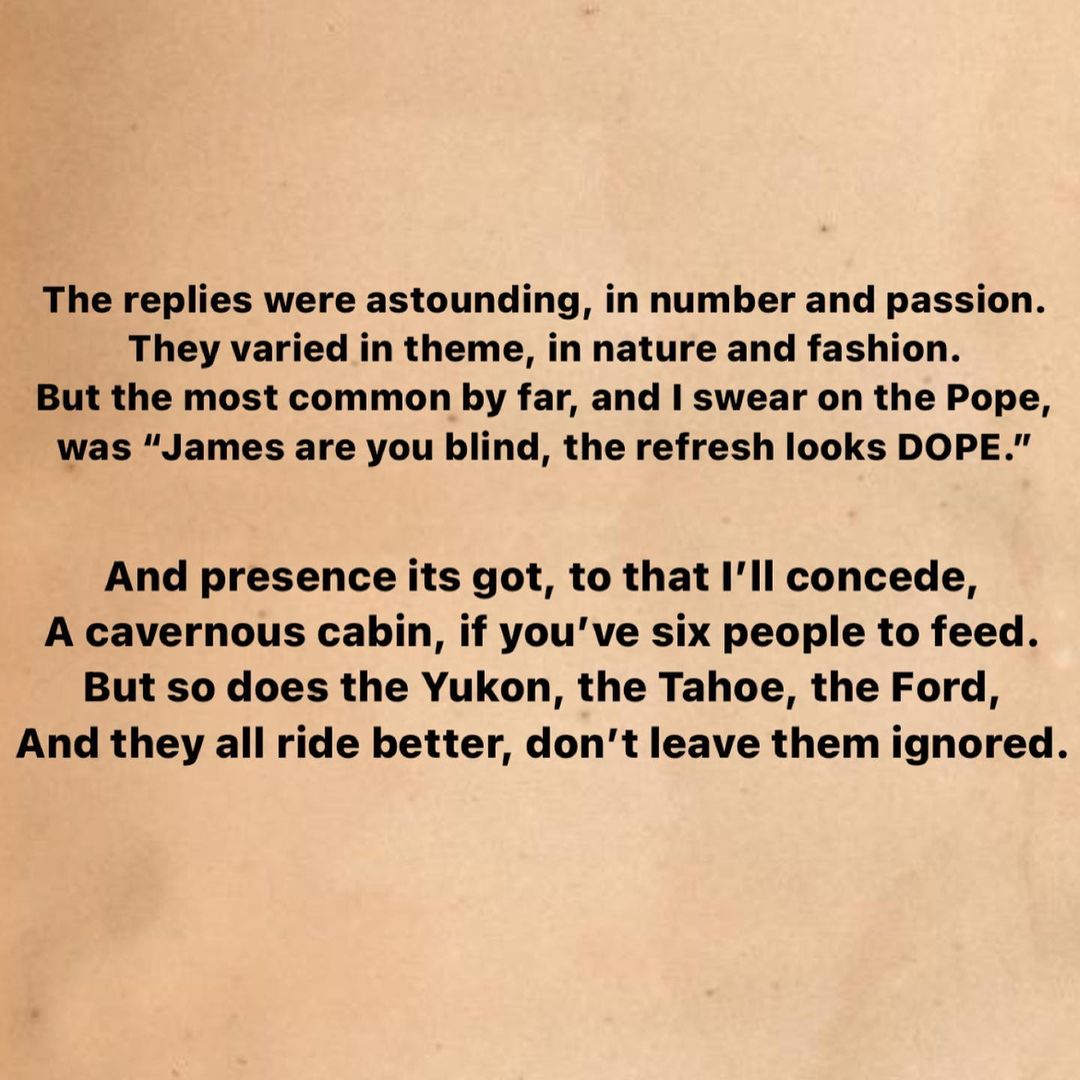 The replies were astounding, in number and passion.
They varied in theme, in nature and fashion.
But the most common by far, and I swear on the Pope,
was “James are you blind, the refresh looks DOPE.”
And presence its got, to that I’ll concede,
A cavernous cabin, if you’ve six people to feed.
But so does the Yukon, the Tahoe, the Ford,
And they all ride better, don’t leave them ignored.